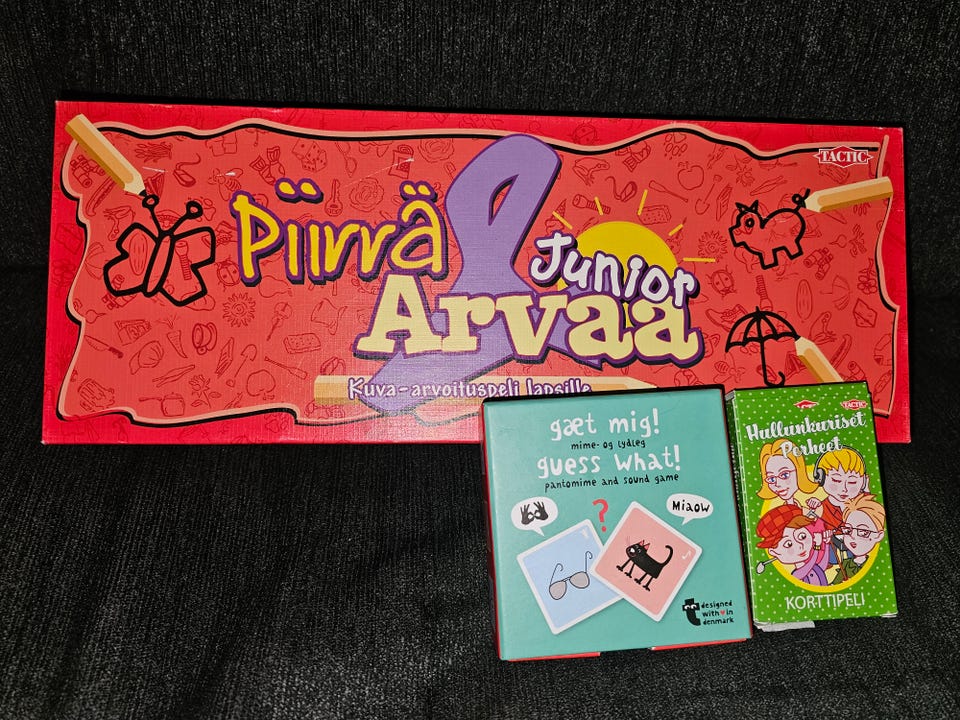 TACTIC
Piirrä
&
Junior
Arvaa
Kuva-arvoituspeli lapsille
gæt mig!
mime- og lydleg
guess what!
pantomime and sound game
?
Miaow
designed
with♥in
denmark
TACTIC
Hullunkuriset
Perheet
KORTTIPELI